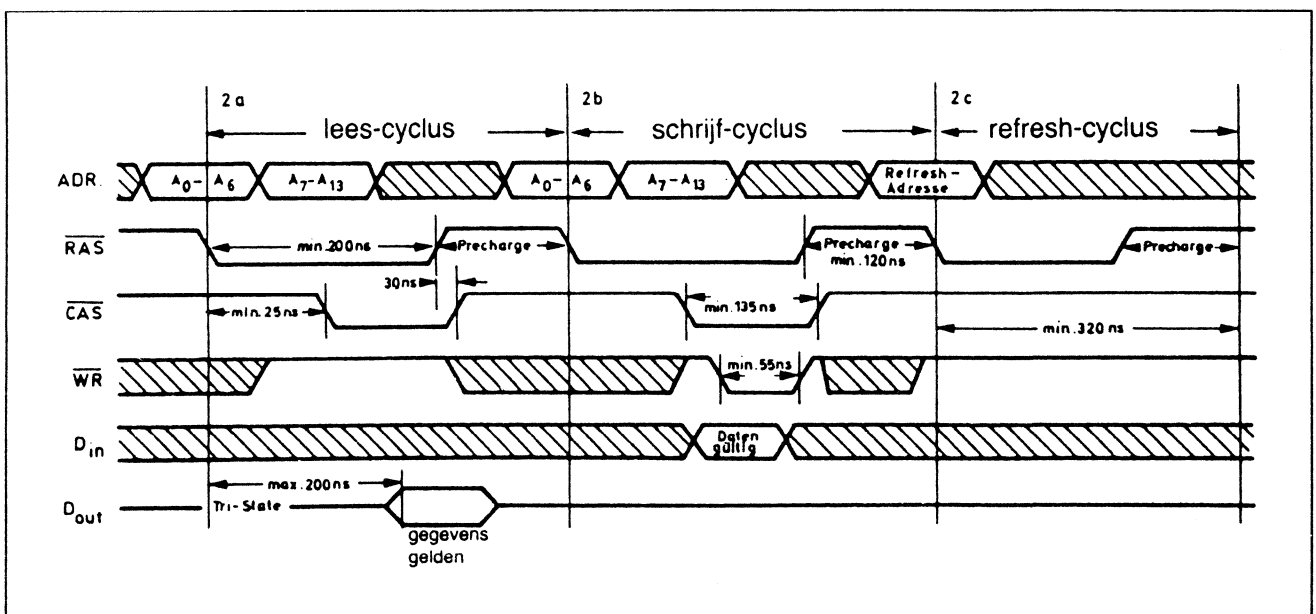 2a 2b 2c
lees-cyclus schrijf-cyclus refresh-cyclus
ADR. A0- A6 A7-A13 A0- A6 A7-A13 Refresh-
Adresse
RAS min.200ns Precharge Precharge Precharge
min.120ns
30ns
CAS min.25ns min.135ns
min.320ns
WR min.55ns
Din Daten
gültig
max.200ns
Dout Tri-State
gegevens
gelden